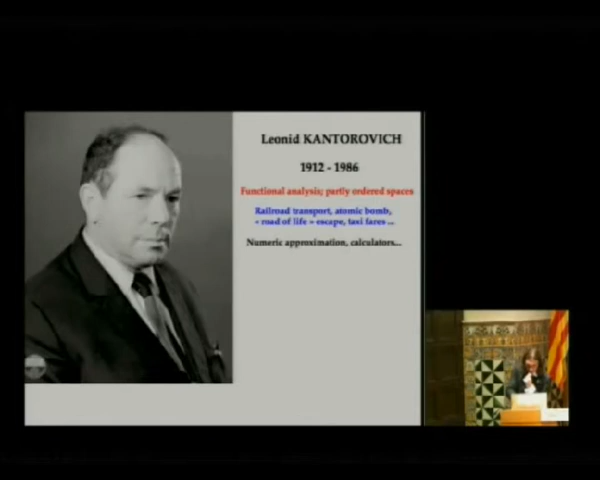 Leonid KANTOROVICH
1912 - 1986
Functional analysis; partly ordered spaces
Railroad transport, atomic bomb,
« road of life » escape, taxi fares ...
Numeric approximation, calculators...